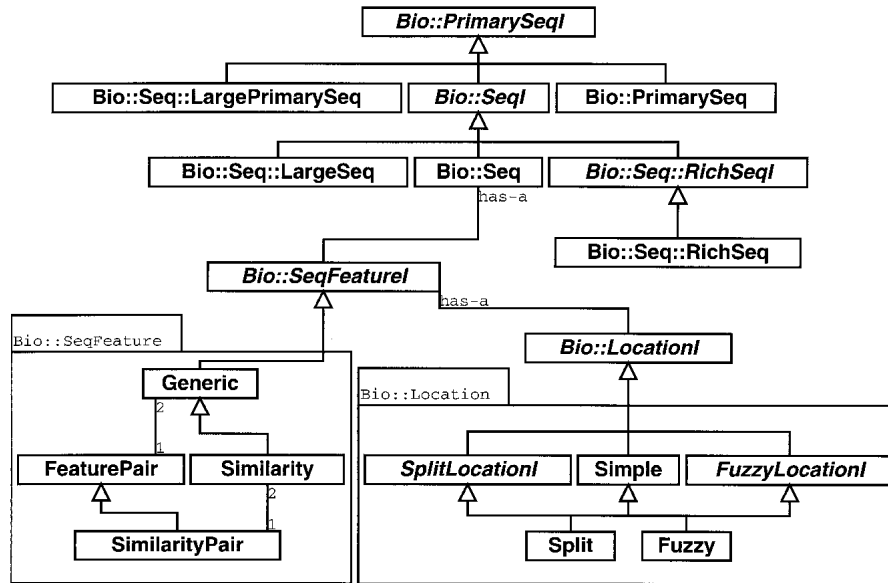 Bio::PrimarySeqI
Bio::Seq::LargePrimarySeq
Bio::SeqI
Bio::PrimarySeq
Bio::Seq::LargeSeq
Bio::Seq
Bio::Seq::RichSeqI
has-a
Bio::Seq::RichSeq
Bio::SeqFeatureI
has-a
Bio::SeqFeature
Bio::LocationI
Generic
Bio::Location
2
1
FeaturePair
Similarity
SplitLocationI
Simple
FuzzyLocationI
2
1
SimilarityPair
Split
Fuzzy